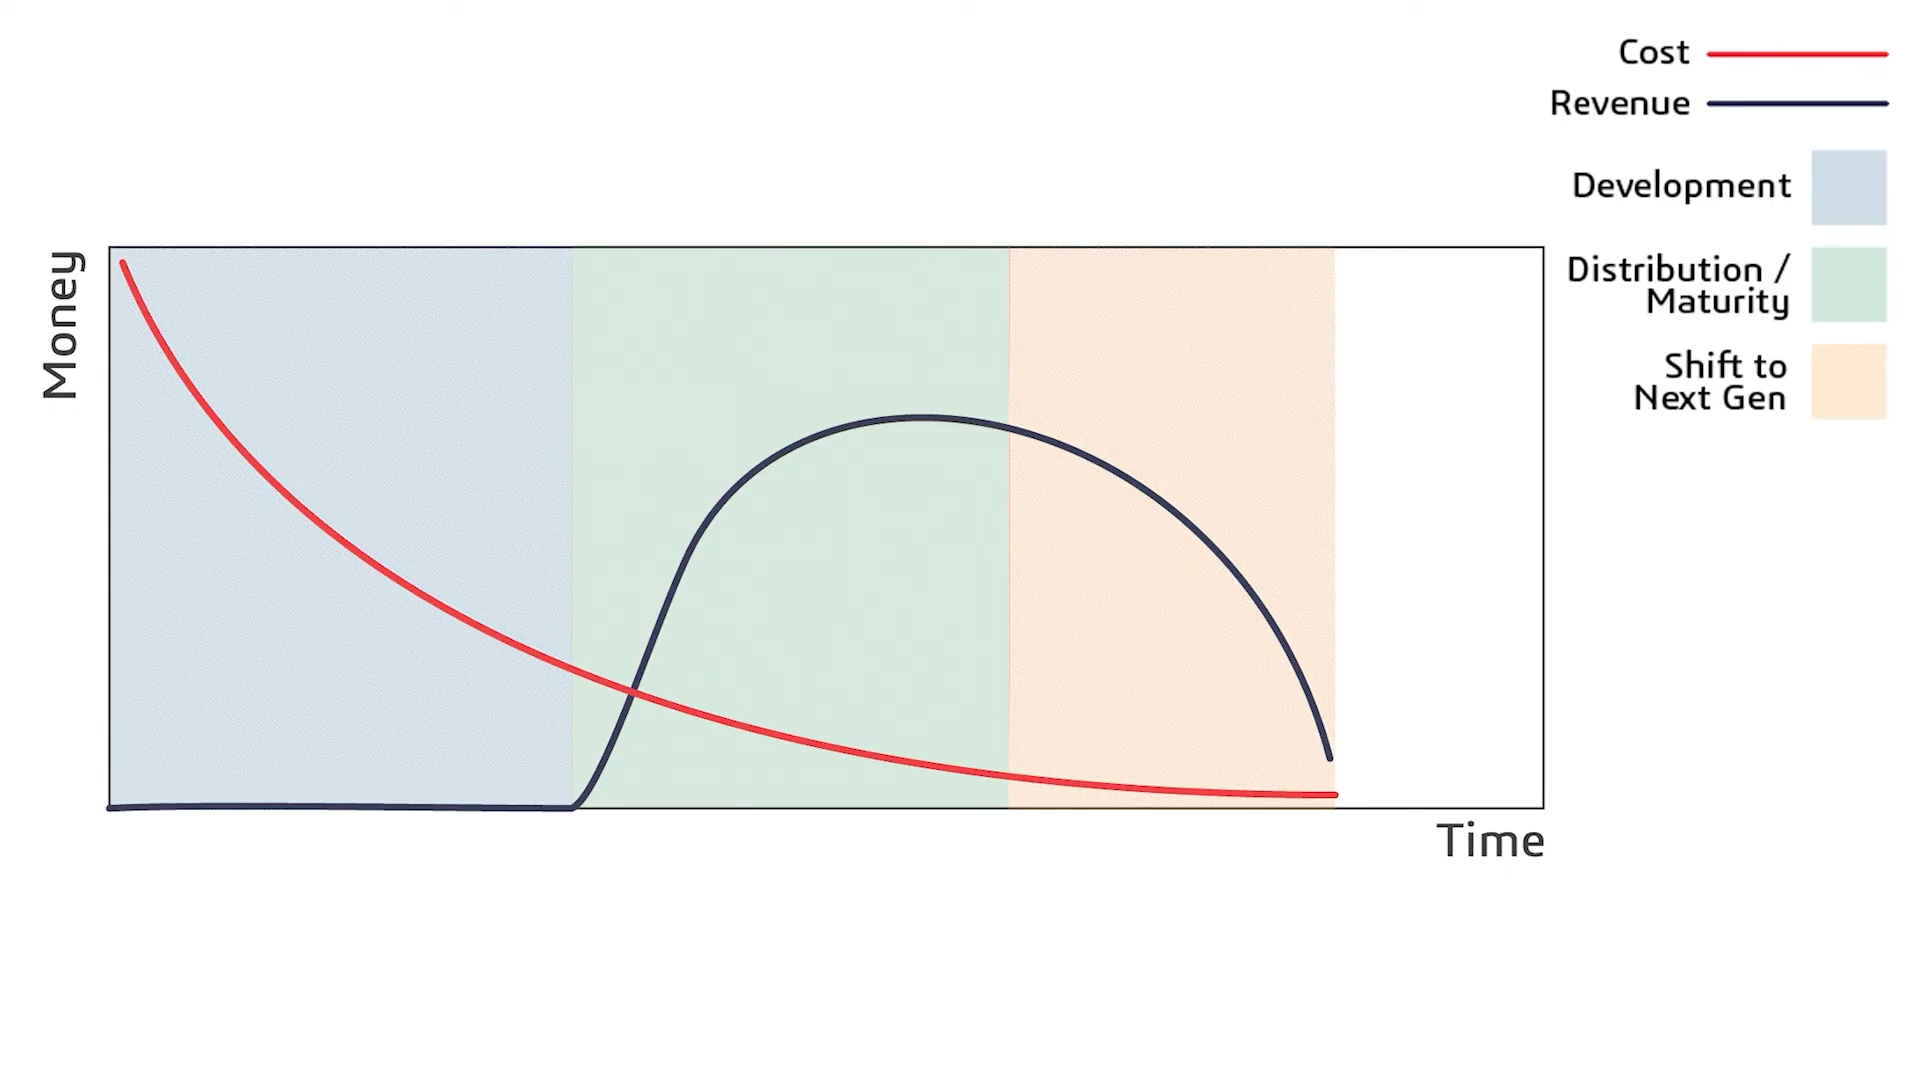 Cost
Revenue
Development
Distribution /
Maturity
Shift to
Next Gen
Money
Time